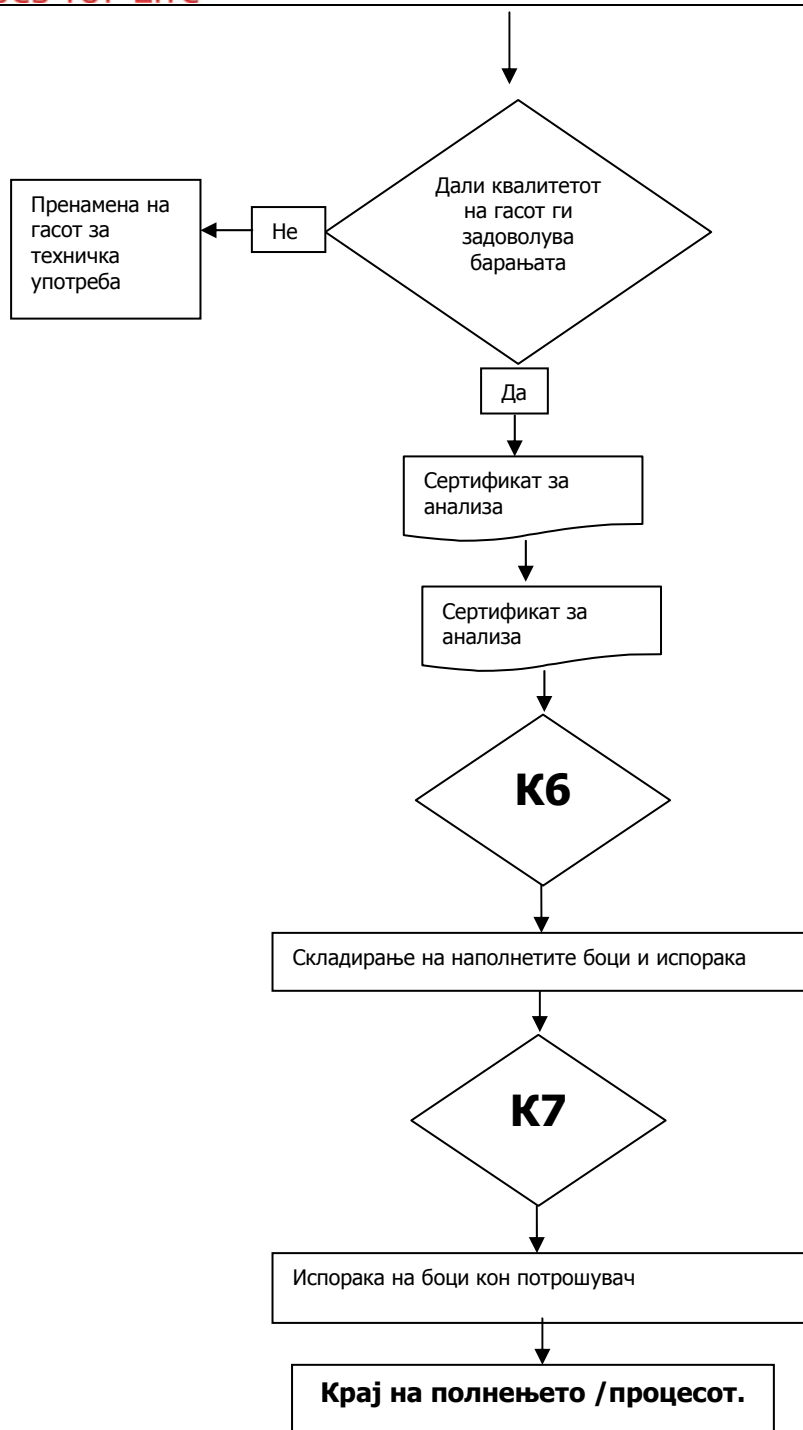 Дали квалитетот
на гасот ги
задоволува
барањата
Пренамена на
гасот за
техничка
употреба
Не
Да
Сертификат за
анализа
Сертификат за
анализа
К6
Складирање на наполнетите боци и испорака
К7
Испорака на боци кон потрошувач
Крај на полнењето /процесот.